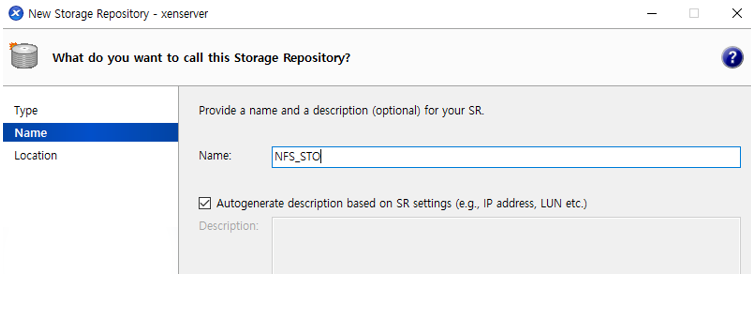 New Storage Repository - xenserver
What do you want to call this Storage Repository?
?
Type
Name
Location
Provide a name and a description (optional) for your SR.
Name:
NFS_STO
Autogenerate description based on SR settings (e.g., IP address, LUN etc.)
Description: